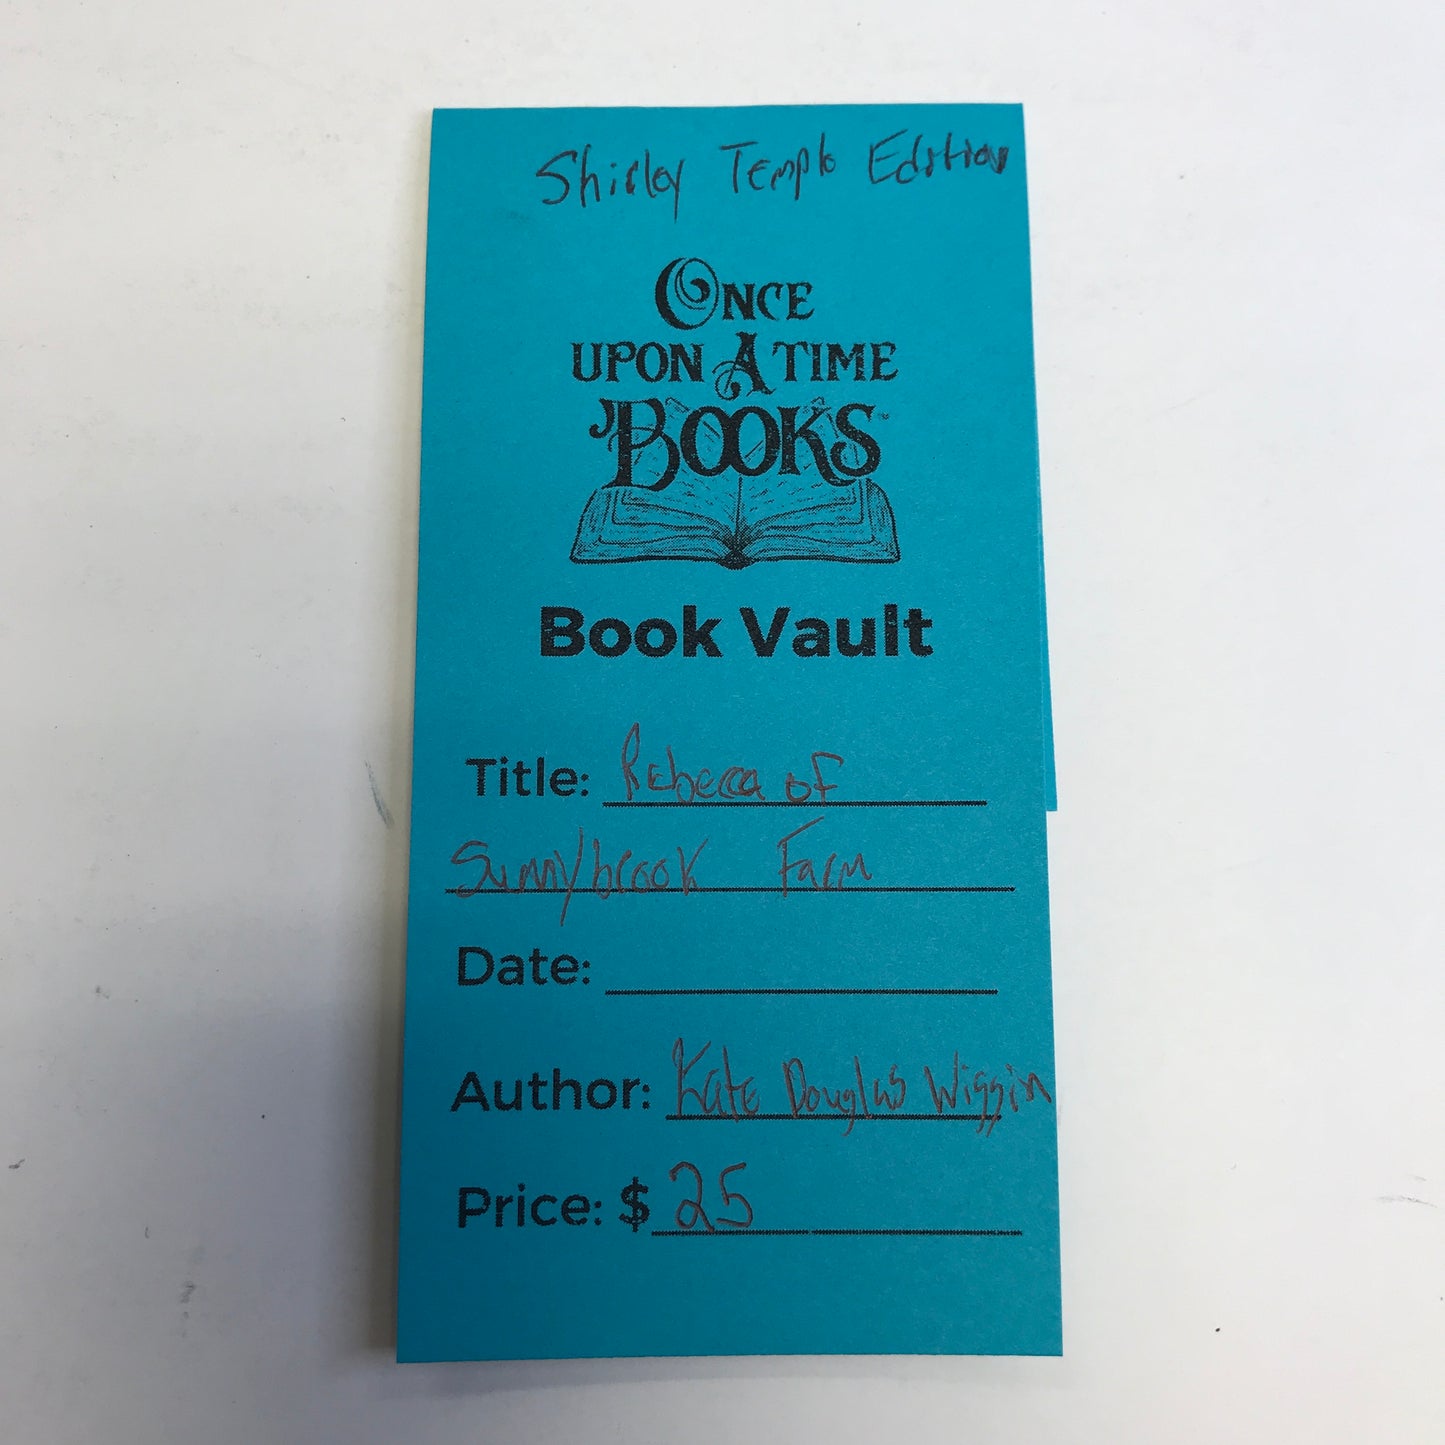 Shirley Temple Edition
ONCE
UPON A TIME
BOOKS™
Book Vault
Title: Rebecca of
Sunnybrook Farm
Date:
Author: Kate Douglas Wiggin
Price: $ 25